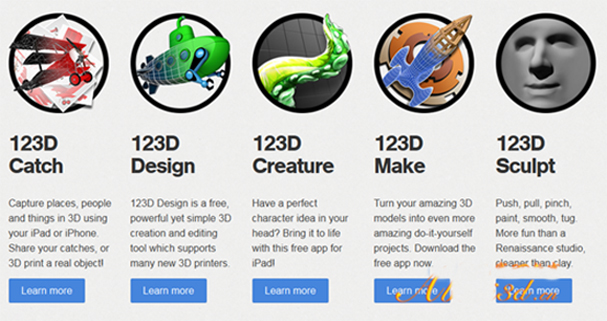 123D
Catch
Capture places, people
and things in 3D using
your iPad or iPhone.
Share your catches, or
3D print a real object!
Learn more
123D
Design
123D Design is a free,
powerful yet simple 3D
creation and editing
tool which supports
many new 3D printers.
Learn more
123D
Creature
Have a perfect
character idea in your
head? Bring it to life
with this free app for
iPad!
Learn more
123D
Make
Turn your amazing 3D
models into even more
amazing do-it-yourself
projects. Download the
free app now.
Learn more
123D
Sculpt
Push, pull, pinch,
paint, smooth, tug.
More fun than a
Renaissance studio,
cleaner than clay.
Learn more